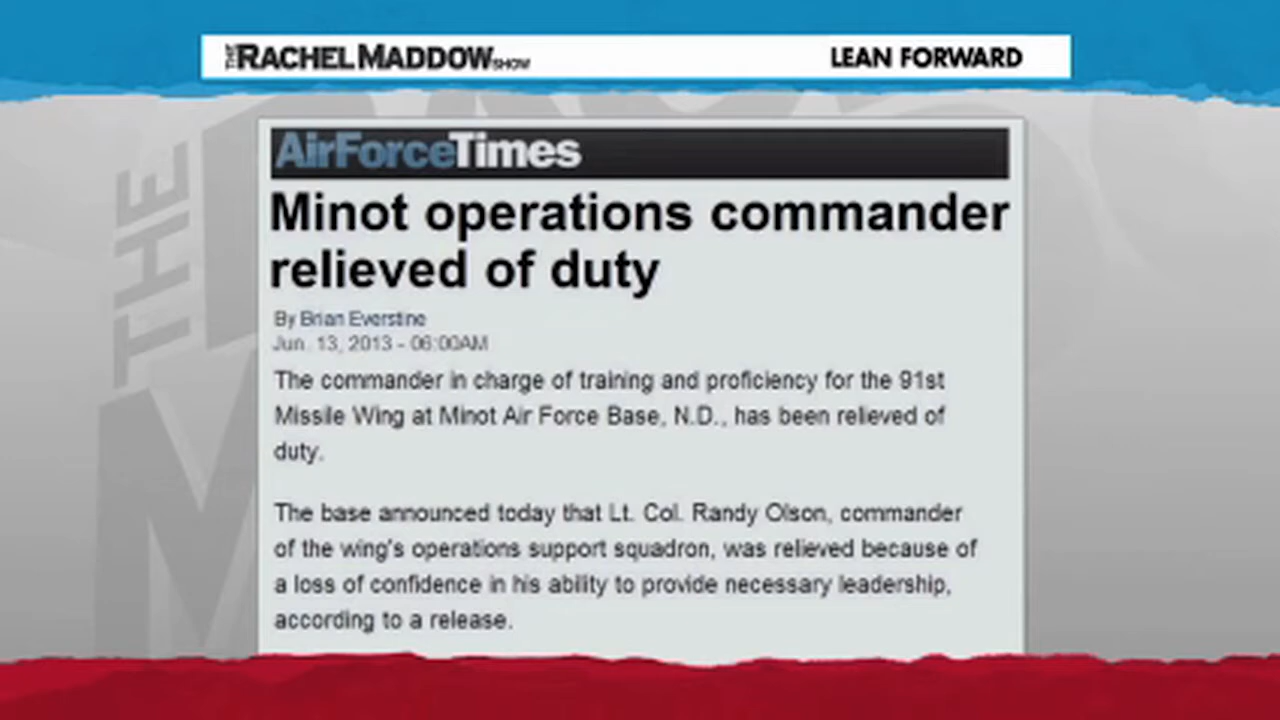 THE RACHEL MADDOW SHOW LEAN FORWARD
THE
M
AirForceTimes
Minot operations commander
relieved of duty
By Brian Everstine
Jun. 13, 2013 - 06:00AM
The commander in charge of training and proficiency for the 91st
Missile Wing at Minot Air Force Base, N.D., has been relieved of
duty.
The base announced today that Lt. Col. Randy Olson, commander
of the wing's operations support squadron, was relieved because of
a loss of confidence in his ability to provide necessary leadership,
according to a release.